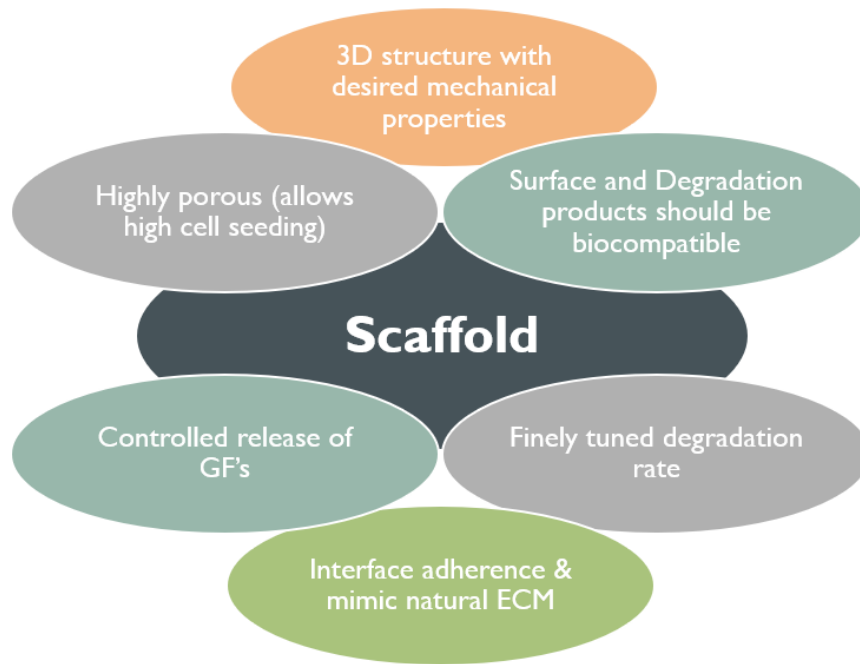 3D structure with
desired mechanical
properties
Highly porous (allows
high cell seeding)
Surface and Degradation
products should be
biocompatible
Scaffold
Controlled release of
GF's
Finely tuned degradation
rate
Interface adherence &
mimic natural ECM